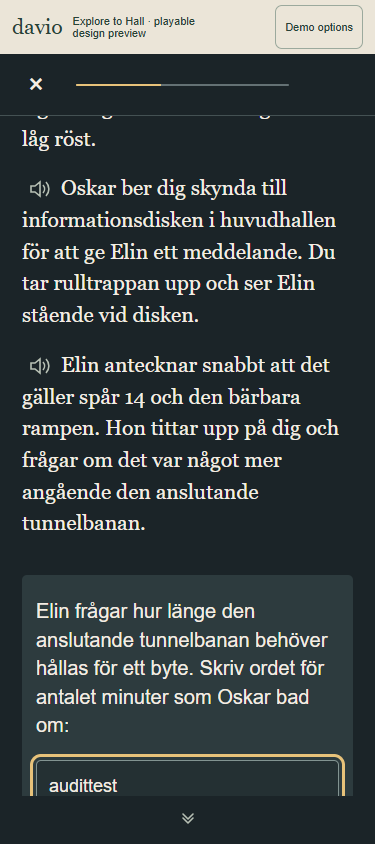 davio
Explore to Hall · playable
design preview
Demo options
låg röst.
Oskar ber dig skynda till
informationsdisken i huvudhallen
för att ge Elin ett meddelande. Du
tar rulltrappan upp och ser Elin
stående vid disken.
Elin antecknar snabbt att det
gäller spår 14 och den bärbara
rampen. Hon tittar upp på dig och
frågar om det var något mer
angående den anslutande
tunnelbanan.
Elin frågar hur länge den
anslutande tunnelbanan behöver
hållas för ett byte. Skriv ordet för
antalet minuter som Oskar bad
om:
audittest